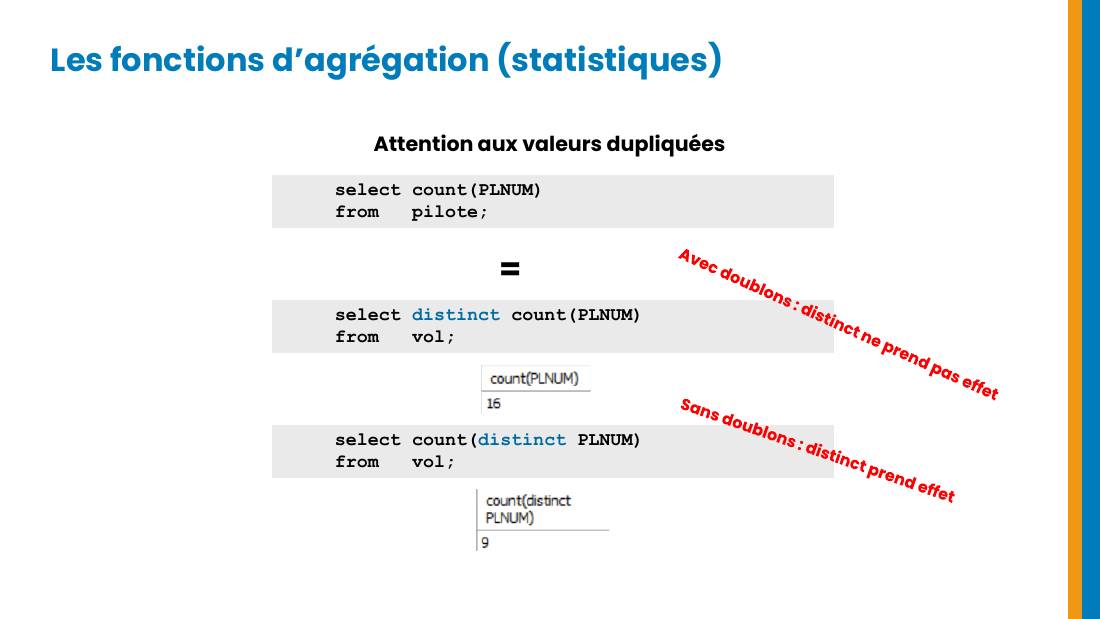 Les fonctions d’agrégation (statistiques)
Attention aux valeurs dupliquées
select count(PLNUM)
from pilote;
=
Avec doublons : distinct ne prend pas effet
select distinct count(PLNUM)
from vol;
count(PLNUM)
16
Sans doublons : distinct prend effet
select count(distinct PLNUM)
from vol;
count(distinct
PLNUM)
9